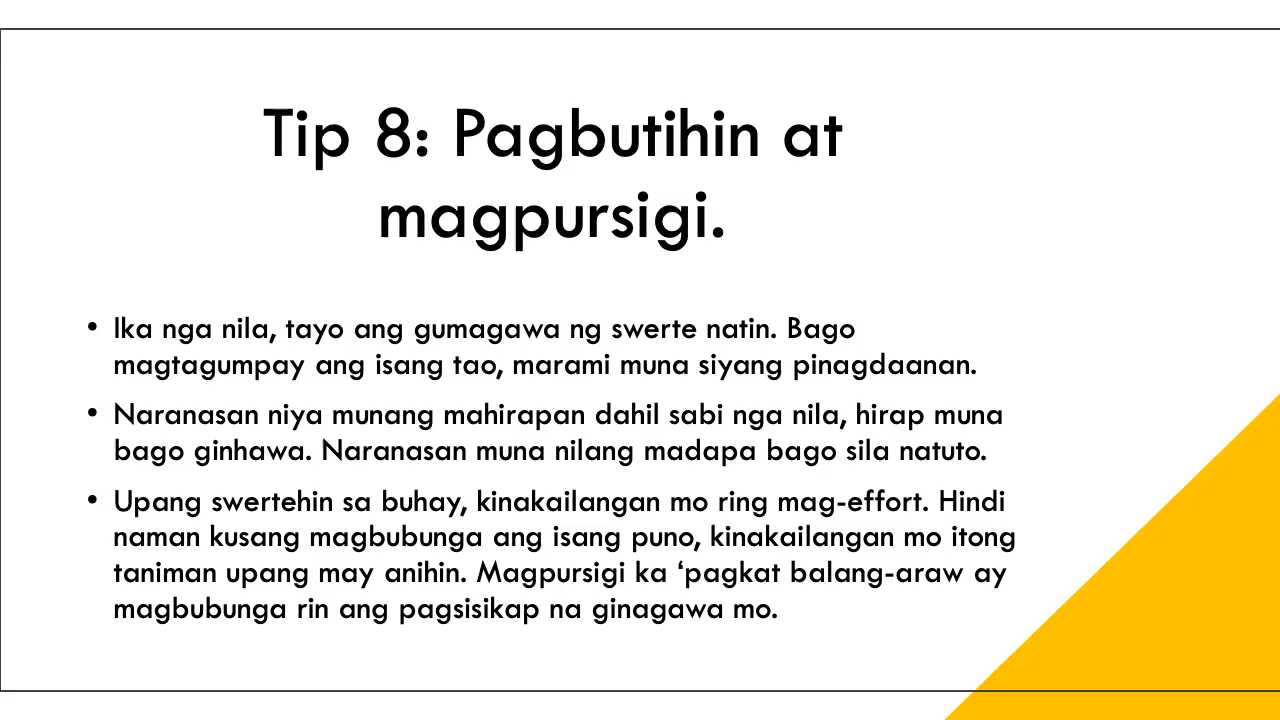 Tip 8: Pagbutihin at
magpursigi.
• Ika nga nila, tayo ang gumagawa ng swerte natin. Bago
magtagumpay ang isang tao, marami muna siyang pinagdaanan.
• Naranasan niya munang mahirapan dahil sabi nga nila, hirap muna
bago ginhawa. Naranasan muna nilang madapa bago sila natuto.
• Upang swertehin sa buhay, kinakailangan mo ring mag-effort. Hindi
naman kusang magbubunga ang isang puno, kinakailangan mo itong
taniman upang may anihin. Magpursigi ka ‘pagkat balang-araw ay
magbubunga rin ang pagsisikap na ginagawa mo.